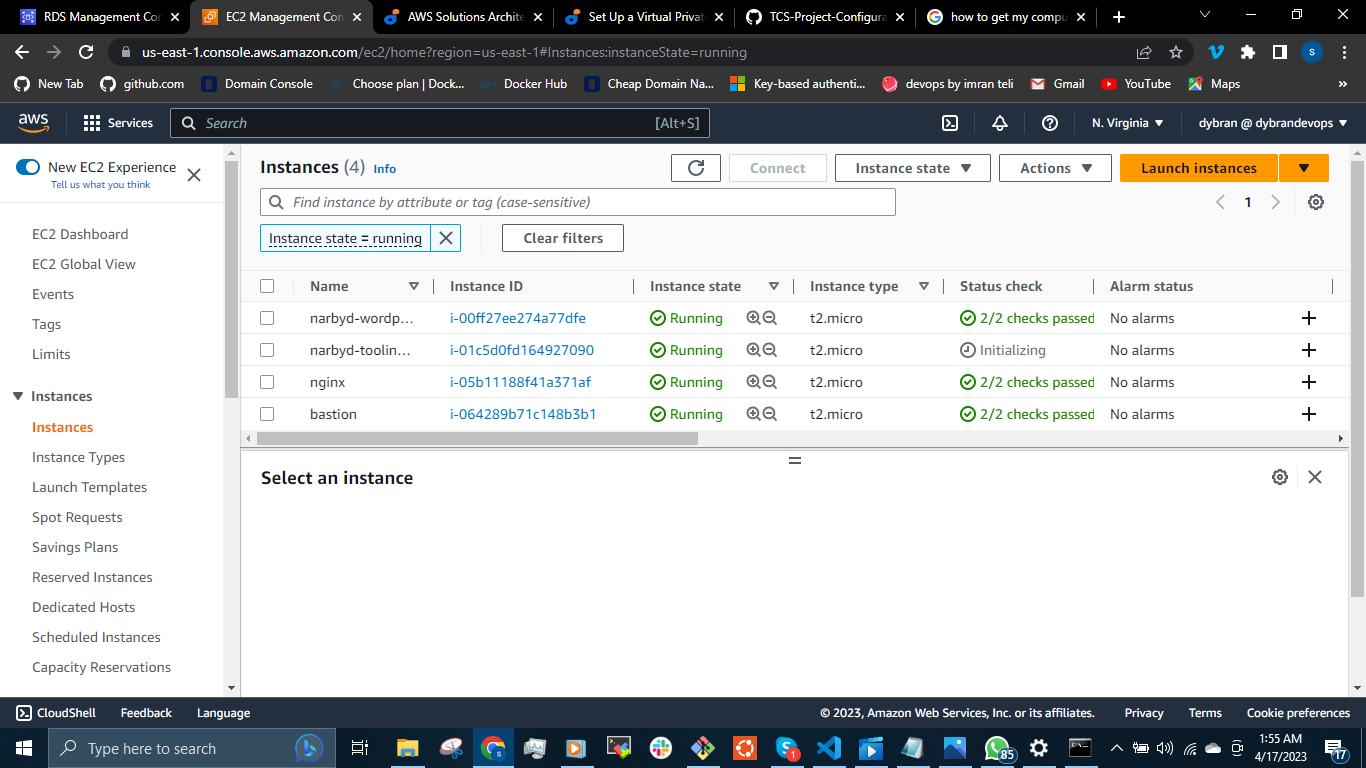 RDS Management Con
EC2 Management Con
AWS Solutions Archite
Set Up a Virtual Privat
TCS-Project-Configura
how to get my compu
us-east-1.console.aws.amazon.com/ec2/home?region=us-east-1#Instances:instanceState=running
S
New Tab
github.com
Domain Console
Choose plan | Dock...
Docker Hub
Cheap Domain Na...
Key-based authenti...
devops by imran teli
Gmail
YouTube
Maps
»
aws
Services
Search
[Alt+S]
N. Virginia
dybran @ dybrandevops
New EC2 Experience
Tell us what you think
EC2 Dashboard
EC2 Global View
Events
Tags
Limits
Instances
Instances
Instance Types
Launch Templates
Spot Requests
Savings Plans
Reserved Instances
Dedicated Hosts
Scheduled Instances
Capacity Reservations
Instances (4) Info
Connect
Instance state
Actions
Launch instances
Find instance by attribute or tag (case-sensitive)
1
Instance state = running
Clear filters
Name Instance ID Instance state Instance type Status check Alarm status
narbyd-wordp... i-00ff27ee274a77dfe Running t2.micro 2/2 checks passed No alarms
narbyd-toolin... i-01c5d0fd164927090 Running t2.micro Initializing No alarms
nginx i-05b11188f41a371af Running t2.micro 2/2 checks passed No alarms
bastion i-064289b71c148b3b1 Running t2.micro 2/2 checks passed No alarms
Select an instance
CloudShell
Feedback
Language
© 2023, Amazon Web Services, Inc. or its affiliates.
Privacy
Terms
Cookie preferences
Type here to search
1
85
1:55 AM
4/17/2023
17